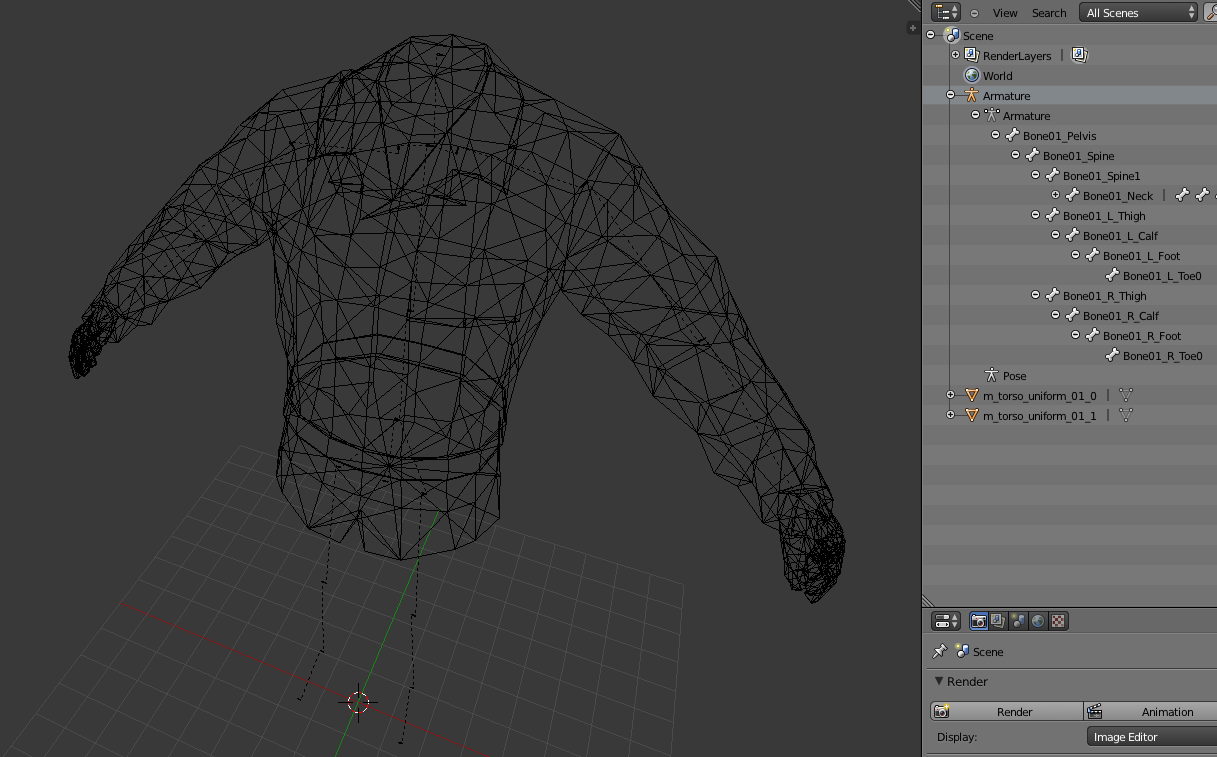 View Search All Scenes
Scene
RenderLayers
World
Armature
Armature
Bone01_Pelvis
Bone01_Spine
Bone01_Spine1
Bone01_Neck
Bone01_L_Thigh
Bone01_L_Calf
Bone01_L_Foot
Bone01_L_Toe0
Bone01_R_Thigh
Bone01_R_Calf
Bone01_R_Foot
Bone01_R_Toe0
Pose
m_torso_uniform_01_0
m_torso_uniform_01_1
Scene
Render
Render Animation
Display: Image Editor